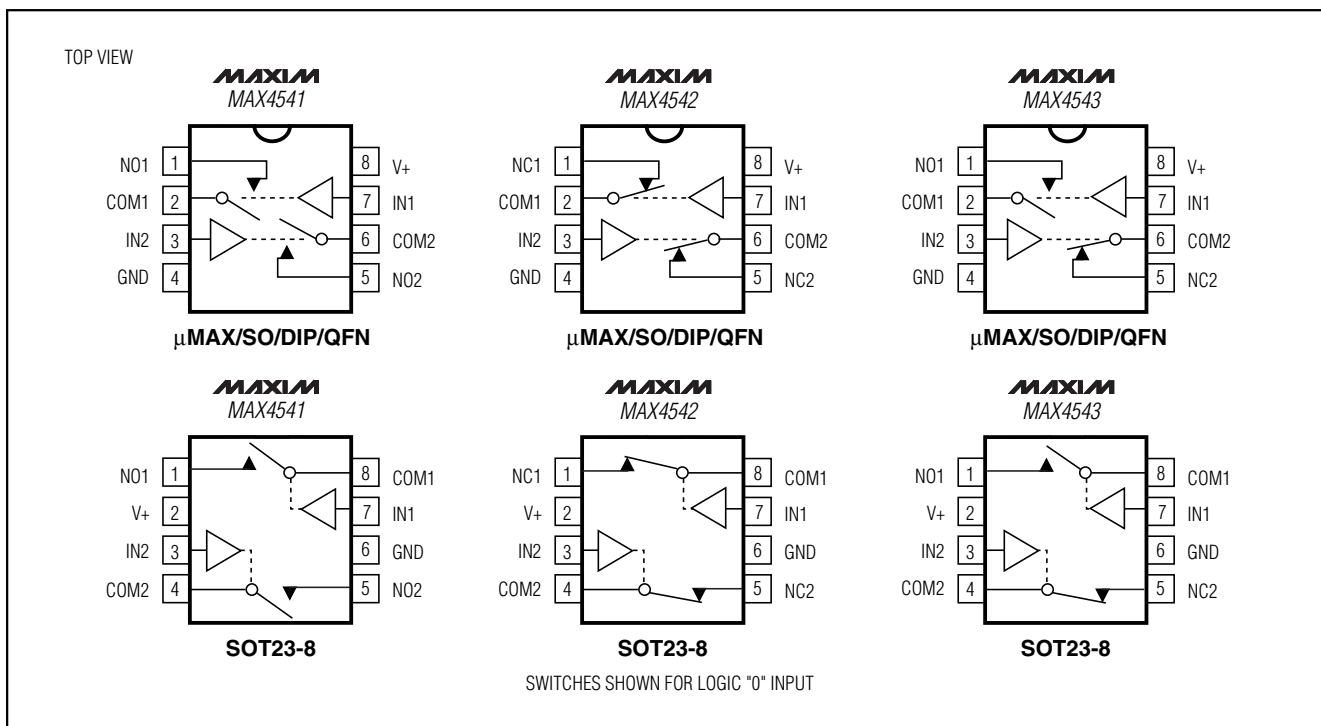 TOP VIEW
MAXIM
MAX4541
NO1 1 8 V+
COM1 2 7 IN1
IN2 3 6 COM2
GND 4 5 NO2
μMAX/SO/DIP/QFN
MAXIM
MAX4542
NC1 1 8 V+
COM1 2 7 IN1
IN2 3 6 COM2
GND 4 5 NC2
μMAX/SO/DIP/QFN
MAXIM
MAX4543
NO1 1 8 V+
COM1 2 7 IN1
IN2 3 6 COM2
GND 4 5 NC2
μMAX/SO/DIP/QFN
MAXIM
MAX4541
NO1 1 8 COM1
V+ 2 7 IN1
IN2 3 6 GND
COM2 4 5 NO2
SOT23-8
MAXIM
MAX4542
NC1 1 8 COM1
V+ 2 7 IN1
IN2 3 6 GND
COM2 4 5 NC2
SOT23-8
MAXIM
MAX4543
NO1 1 8 COM1
V+ 2 7 IN1
IN2 3 6 GND
COM2 4 5 NC2
SOT23-8
SWITCHES SHOWN FOR LOGIC "0" INPUT